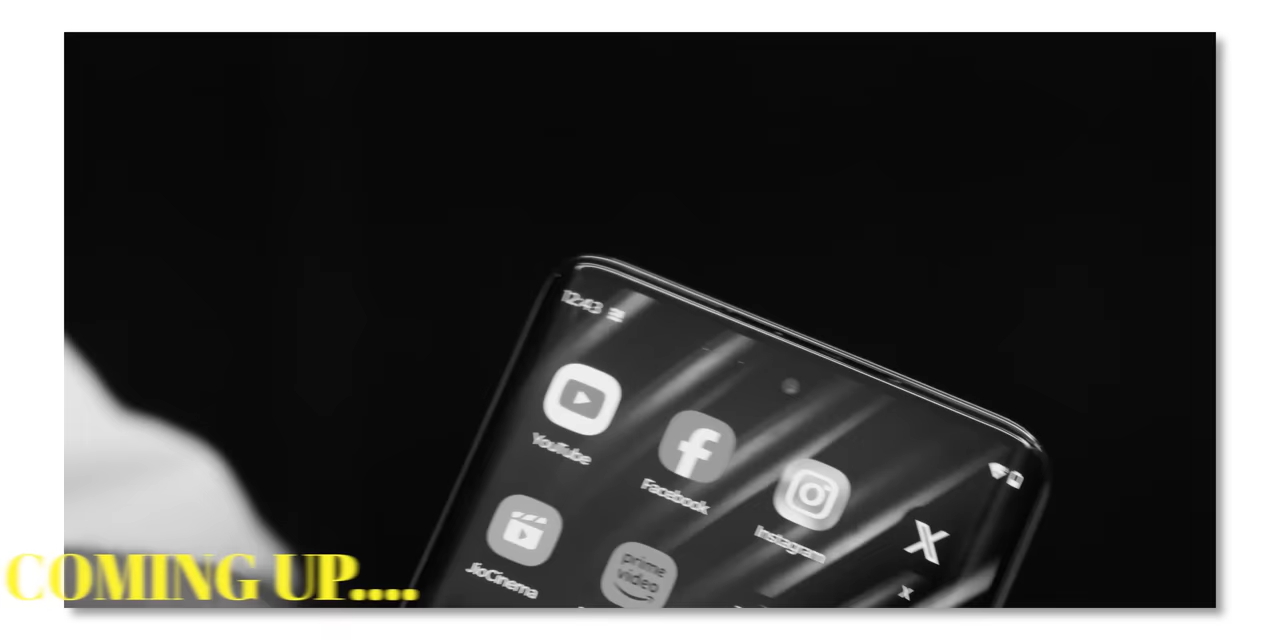 12:43
YouTube
Facebook
Instagram
X
JioCinema
prime
video
COMING UP....